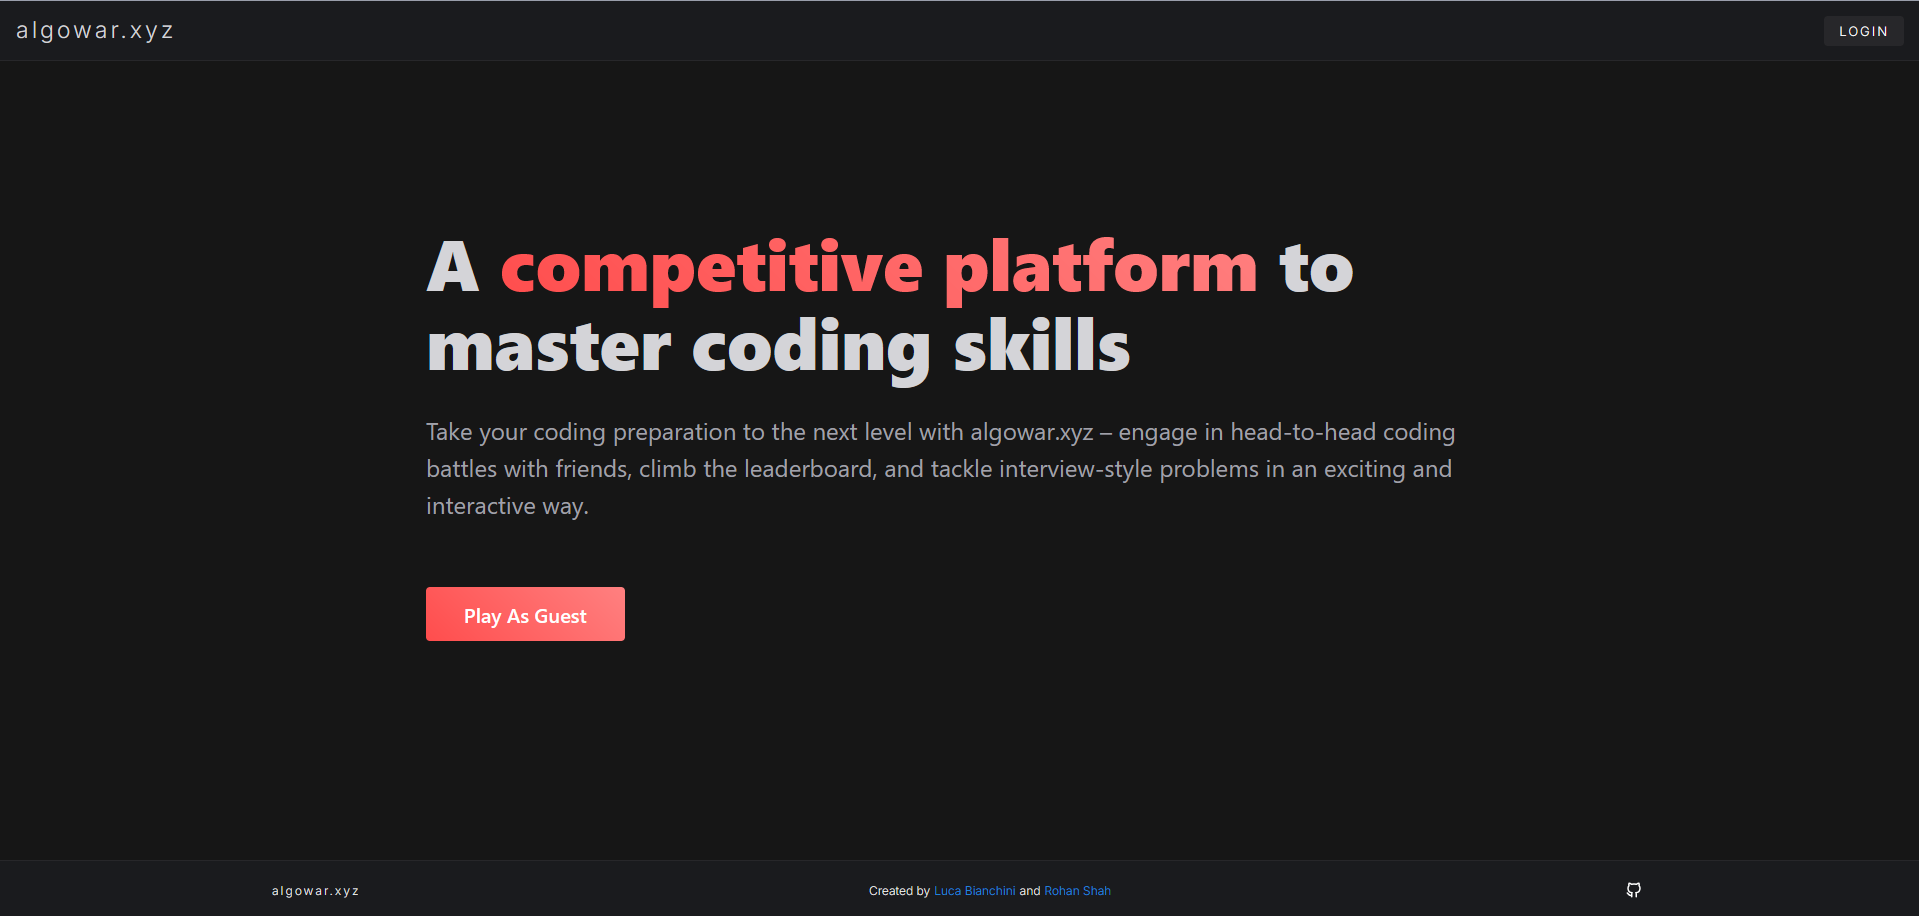 algowar.xyz
LOGIN
A competitive platform to
master coding skills
Take your coding preparation to the next level with algowar.xyz – engage in head-to-head coding
battles with friends, climb the leaderboard, and tackle interview-style problems in an exciting and
interactive way.
Play As Guest
algowar.xyz
Created by Luca Bianchini and Rohan Shah